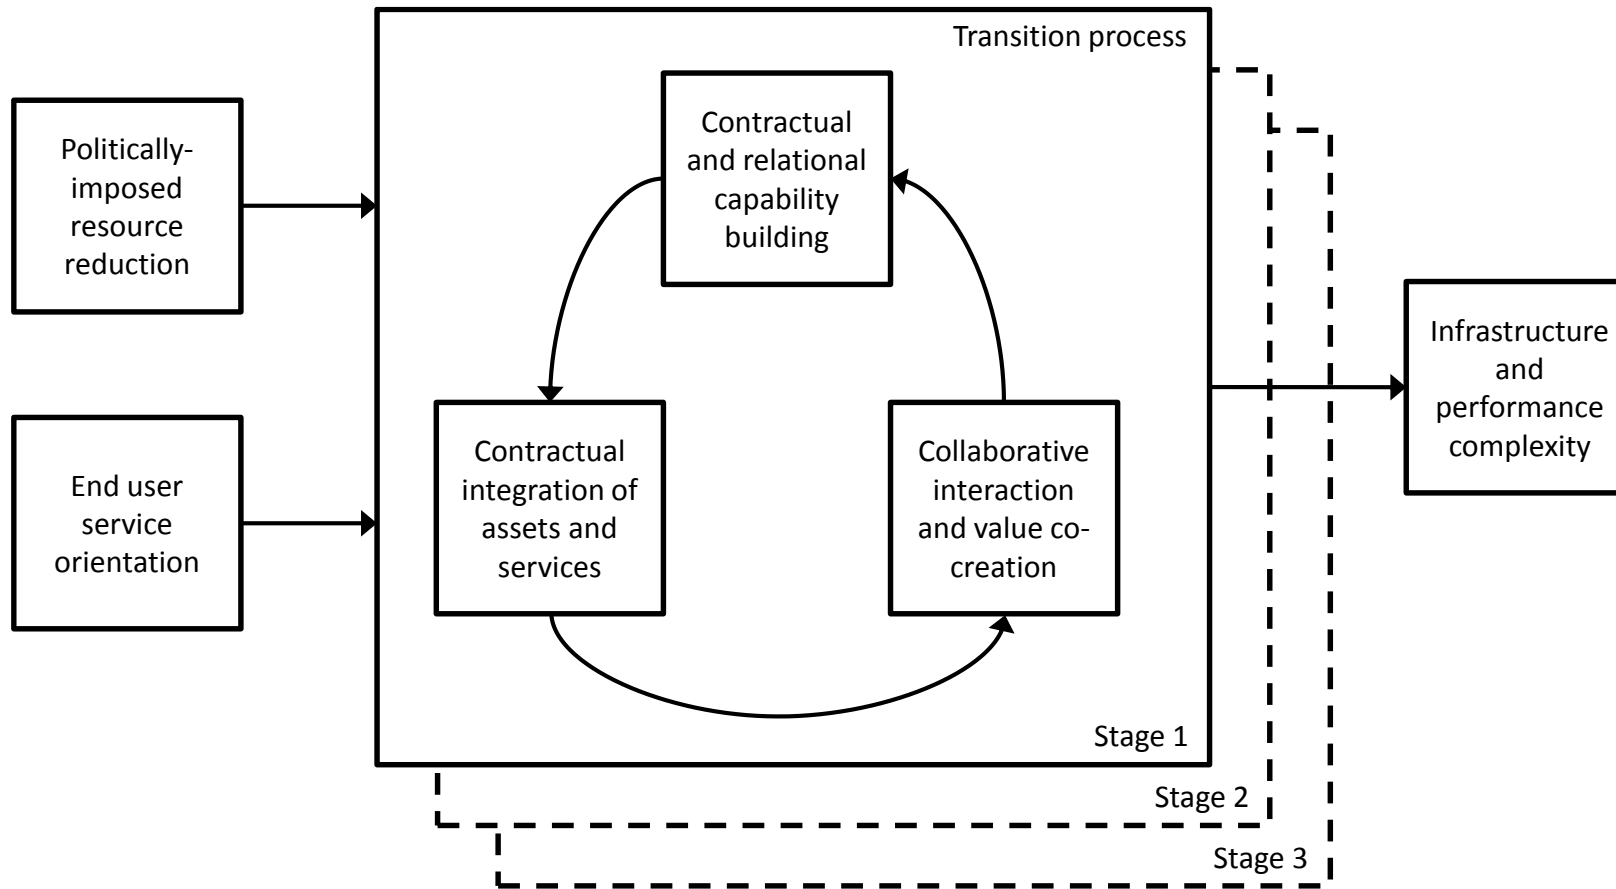 Transition process
Politically-
imposed
resource
reduction
End user
service
orientation
Contractual
and relational
capability
building
Contractual
integration of
assets and
services
Collaborative
interaction
and value co-
creation
Stage 1
Stage 2
Stage 3
Infrastructure
and
performance
complexity